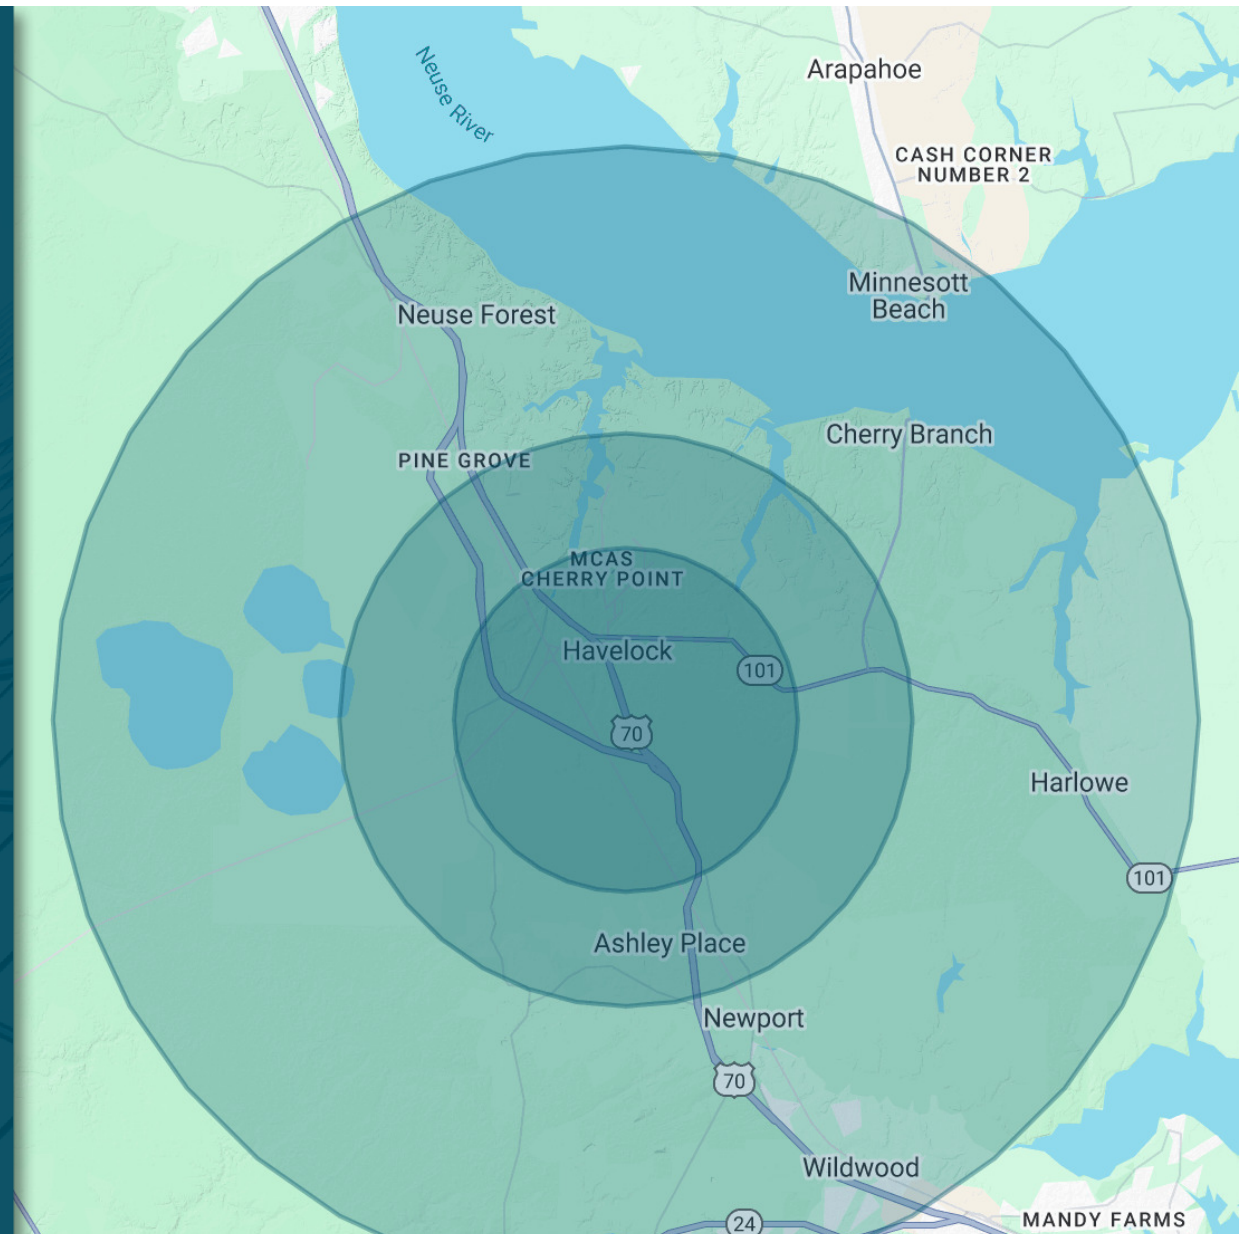 Neuse River
Arapahoe
CASH CORNER
NUMBER 2
Minnesott
Beach
Neuse Forest
Cherry Branch
PINE GROVE
MCAS
CHERRY POINT
Havelock
101
70
Harlowe
101
Ashley Place
Newport
70
Wildwood
MANDY FARMS
24